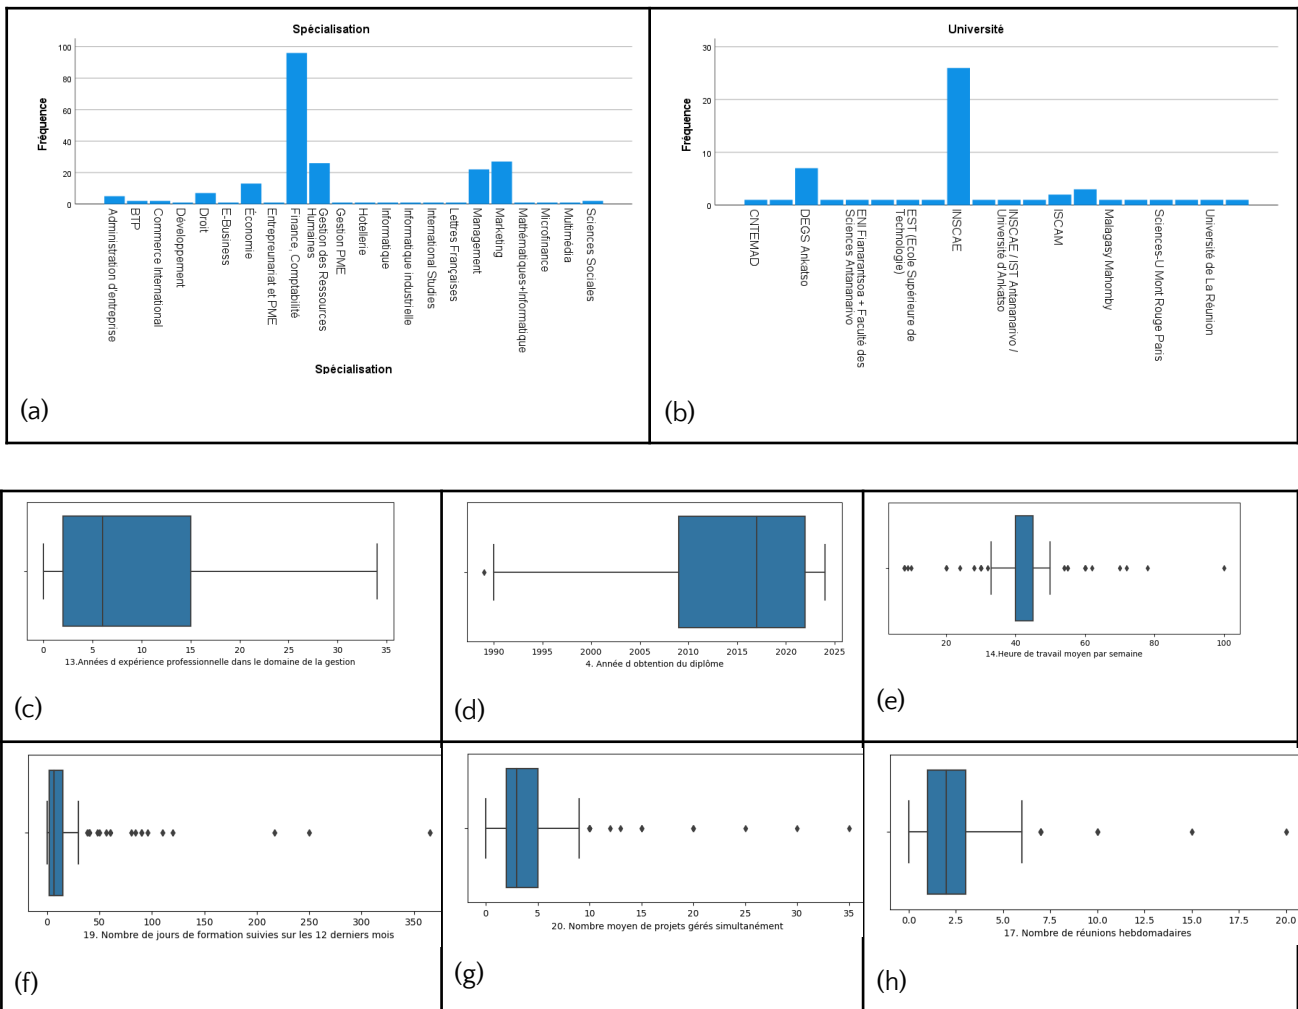 Spécialisation
Fréquence
100
80
60
40
20
0
Administration d'entreprise
BTP
Commerce International
Développement
Droit
E-Business
Économie
Entrepreunariat et PME
Finance, Comptabilité
Gestion des Ressources
Humaines
Gestion PME
Hotellerie
Informatique
Informatique industrielle
International Studies
Lettres Françaises
Management
Marketing
Mathématiques+Informatique
Microfinance
Multimédia
Sciences Sociales
Spécialisation
(a)
Université
Fréquence
30
20
10
0
CNTEMAD
DEGS Ankatso
ENI Fianarantsoa + Faculté des
Sciences Antananarivo
EST (Ecole Supérieure de
Technologie)
INSCAE
INSCAE / IST Antananarivo /
Université d'Ankatso
ISCAM
Malagasy Mahomby
Sciences-U Mont Rouge Paris
Université de La Réunion
(b)
0 5 10 15 20 25 30 35
13.Années d expérience professionnelle dans le domaine de la gestion
(c)
1990 1995 2000 2005 2010 2015 2020 2025
4. Année d obtention du diplôme
(d)
20 40 60 80 100
14.Heure de travail moyen par semaine
(e)
0 50 100 150 200 250 300 350
19. Nombre de jours de formation suivies sur les 12 derniers mois
(f)
0 5 10 15 20 25 30 35
20. Nombre moyen de projets gérés simultanément
(g)
0.0 2.5 5.0 7.5 10.0 12.5 15.0 17.5 20.0
17. Nombre de réunions hebdomadaires
(h)